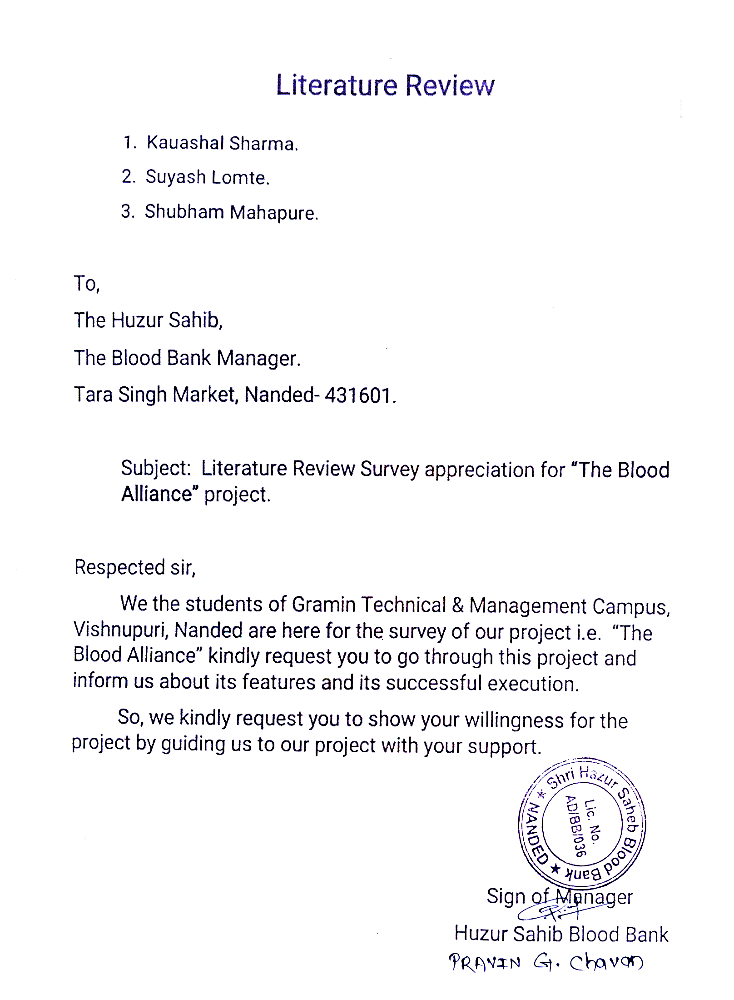 Literature Review
1. Kauashal Sharma.
2. Suyash Lomte.
3. Shubham Mahapure.
To,
The Huzur Sahib,
The Blood Bank Manager.
Tara Singh Market, Nanded- 431601.
Subject: Literature Review Survey appreciation for “The Blood
Alliance” project.
Respected sir,
We the students of Gramin Technical & Management Campus,
Vishnupuri, Nanded are here for the survey of our project i.e. “The
Blood Alliance” kindly request you to go through this project and
inform us about its features and its successful execution.
So, we kindly request you to show your willingness for the
project by guiding us to our project with your support.
★ Shri Hazur Saheb Blood Bank ★ NANDED
Lic. No.
AD/BB/036
Sign of Manager
Huzur Sahib Blood Bank
PRAVIN G. Chavan